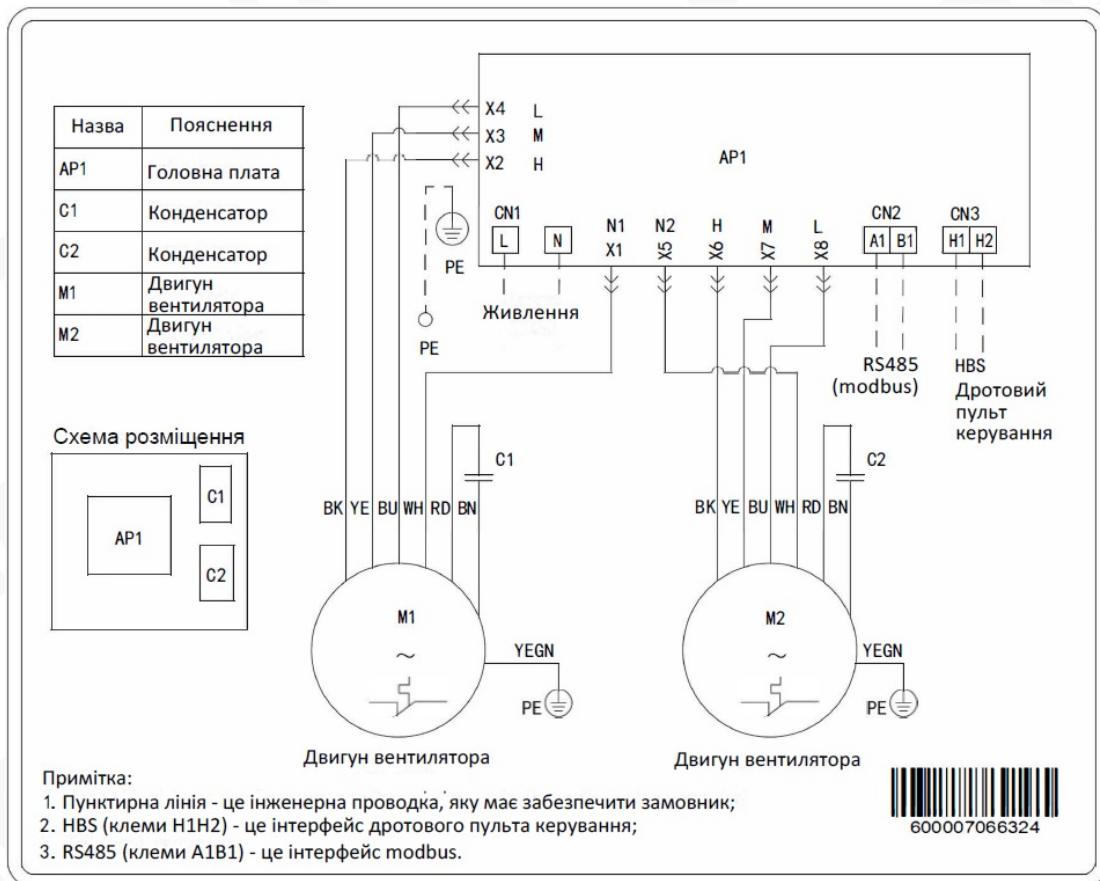 Назва Пояснення
AP1 Головна плата
C1 Конденсатор
C2 Конденсатор
M1 Двигун
вентилятора
M2 Двигун
вентилятора
X4 L
X3 M
X2 H
AP1
PE
PE
CN1
L N
N1 N2 H M L
X1 X5 X6 X7 X8
CN2 CN3
A1 B1 H1 H2
Живлення
RS485
(modbus)
HBS
Дротовий
пульт
керування
Схема розміщення
AP1
C1
C2
C1
BK YE BU WH RD BN
M1
~
YEGN
PE
Двигун вентилятора
C2
BK YE BU WH RD BN
M2
~
YEGN
PE
Двигун вентилятора
Примітка:
1. Пунктирна лінія - це інженерна проводка, яку має забезпечити замовник;
2. HBS (клеми H1H2) - це інтерфейс дротового пульта керування;
3. RS485 (клеми A1B1) - це інтерфейс modbus.
600007066324